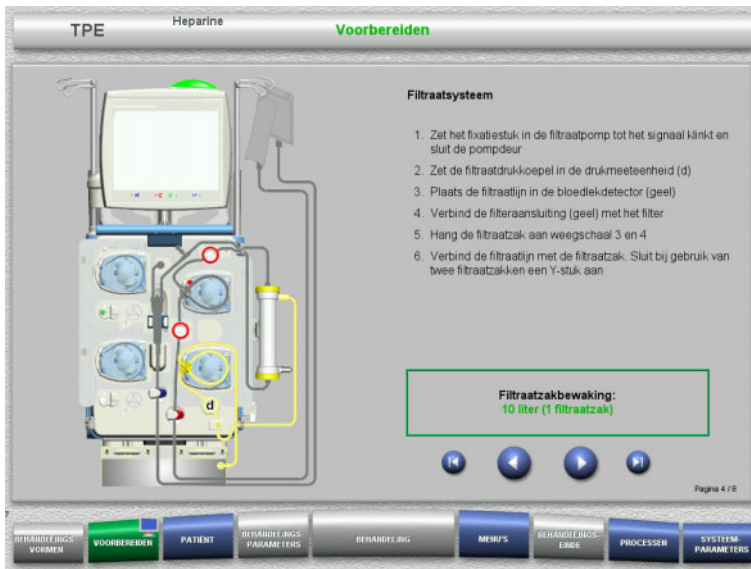 TPE
Heparine
Voorbereiden
Filtraatsysteem
1. Zet het fixatiestuk in de filtraatpomp tot het signaal klinkt en
sluit de pompdeur
2. Zet de filtraatdrukkoepel in de drukmeeteenheid (d)
3. Plaats de filtraatlijn in de bloedlekdetector (geel)
4. Verbind de filteraansluiting (geel) met het filter
5. Hang de filtraatzak aan weegschaal 3 en 4
6. Verbind de filtraatlijn met de filtraatzak. Sluit bij gebruik van
twee filtraatzakken een Y-stuk aan
d
Filtraatzakbewaking:
10 liter (1 filtraatzak)
Pagina 4 / 8
BEHANDELINGS-
VORMEN
VOORBEREIDEN
PATIËNT
BEHANDELINGS-
PARAMETERS
BEHANDELING
MENU'S
BEHANDELINGS-
EINDE
PROCESSEN
SYSTEEM-
PARAMETERS